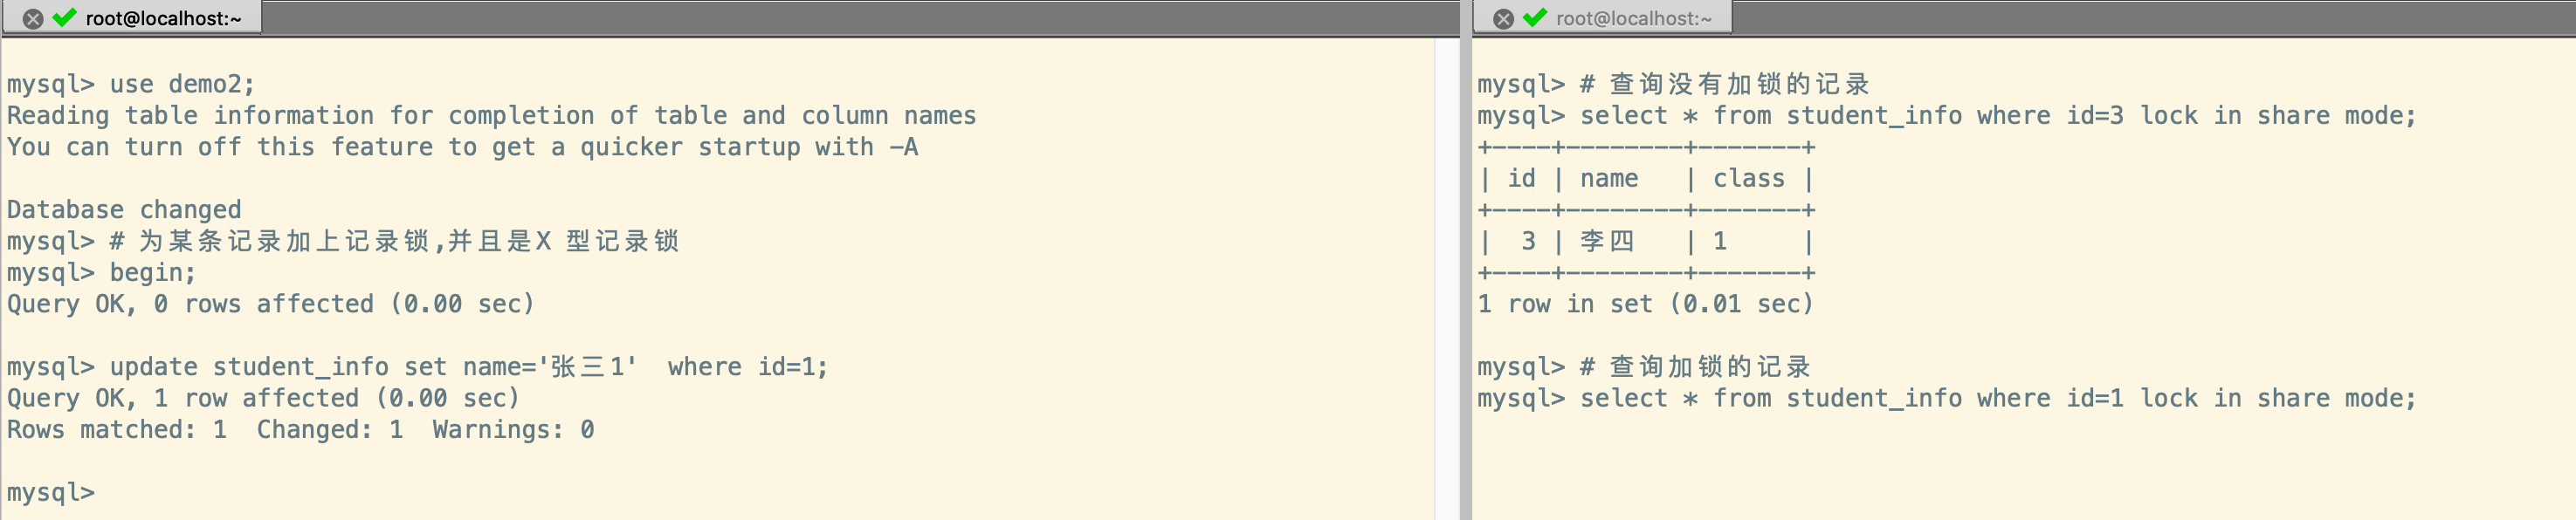 root@localhost:~
mysql> use demo2;
Reading table information for completion of table and column names
You can turn off this feature to get a quicker startup with -A
Database changed
mysql> # 为某条记录加上记录锁,并且是X 型记录锁
mysql> begin;
Query OK, 0 rows affected (0.00 sec)
mysql> update student_info set name='张三1'  where id=1;
Query OK, 1 row affected (0.00 sec)
Rows matched: 1  Changed: 1  Warnings: 0
mysql>
root@localhost:~
mysql> # 查询没有加锁的记录
mysql> select * from student_info where id=3 lock in share mode;
+----+--------+-------+
| id | name   | class |
+----+--------+-------+
|  3 | 李四   | 1     |
+----+--------+-------+
1 row in set (0.01 sec)
mysql> # 查询加锁的记录
mysql> select * from student_info where id=1 lock in share mode;